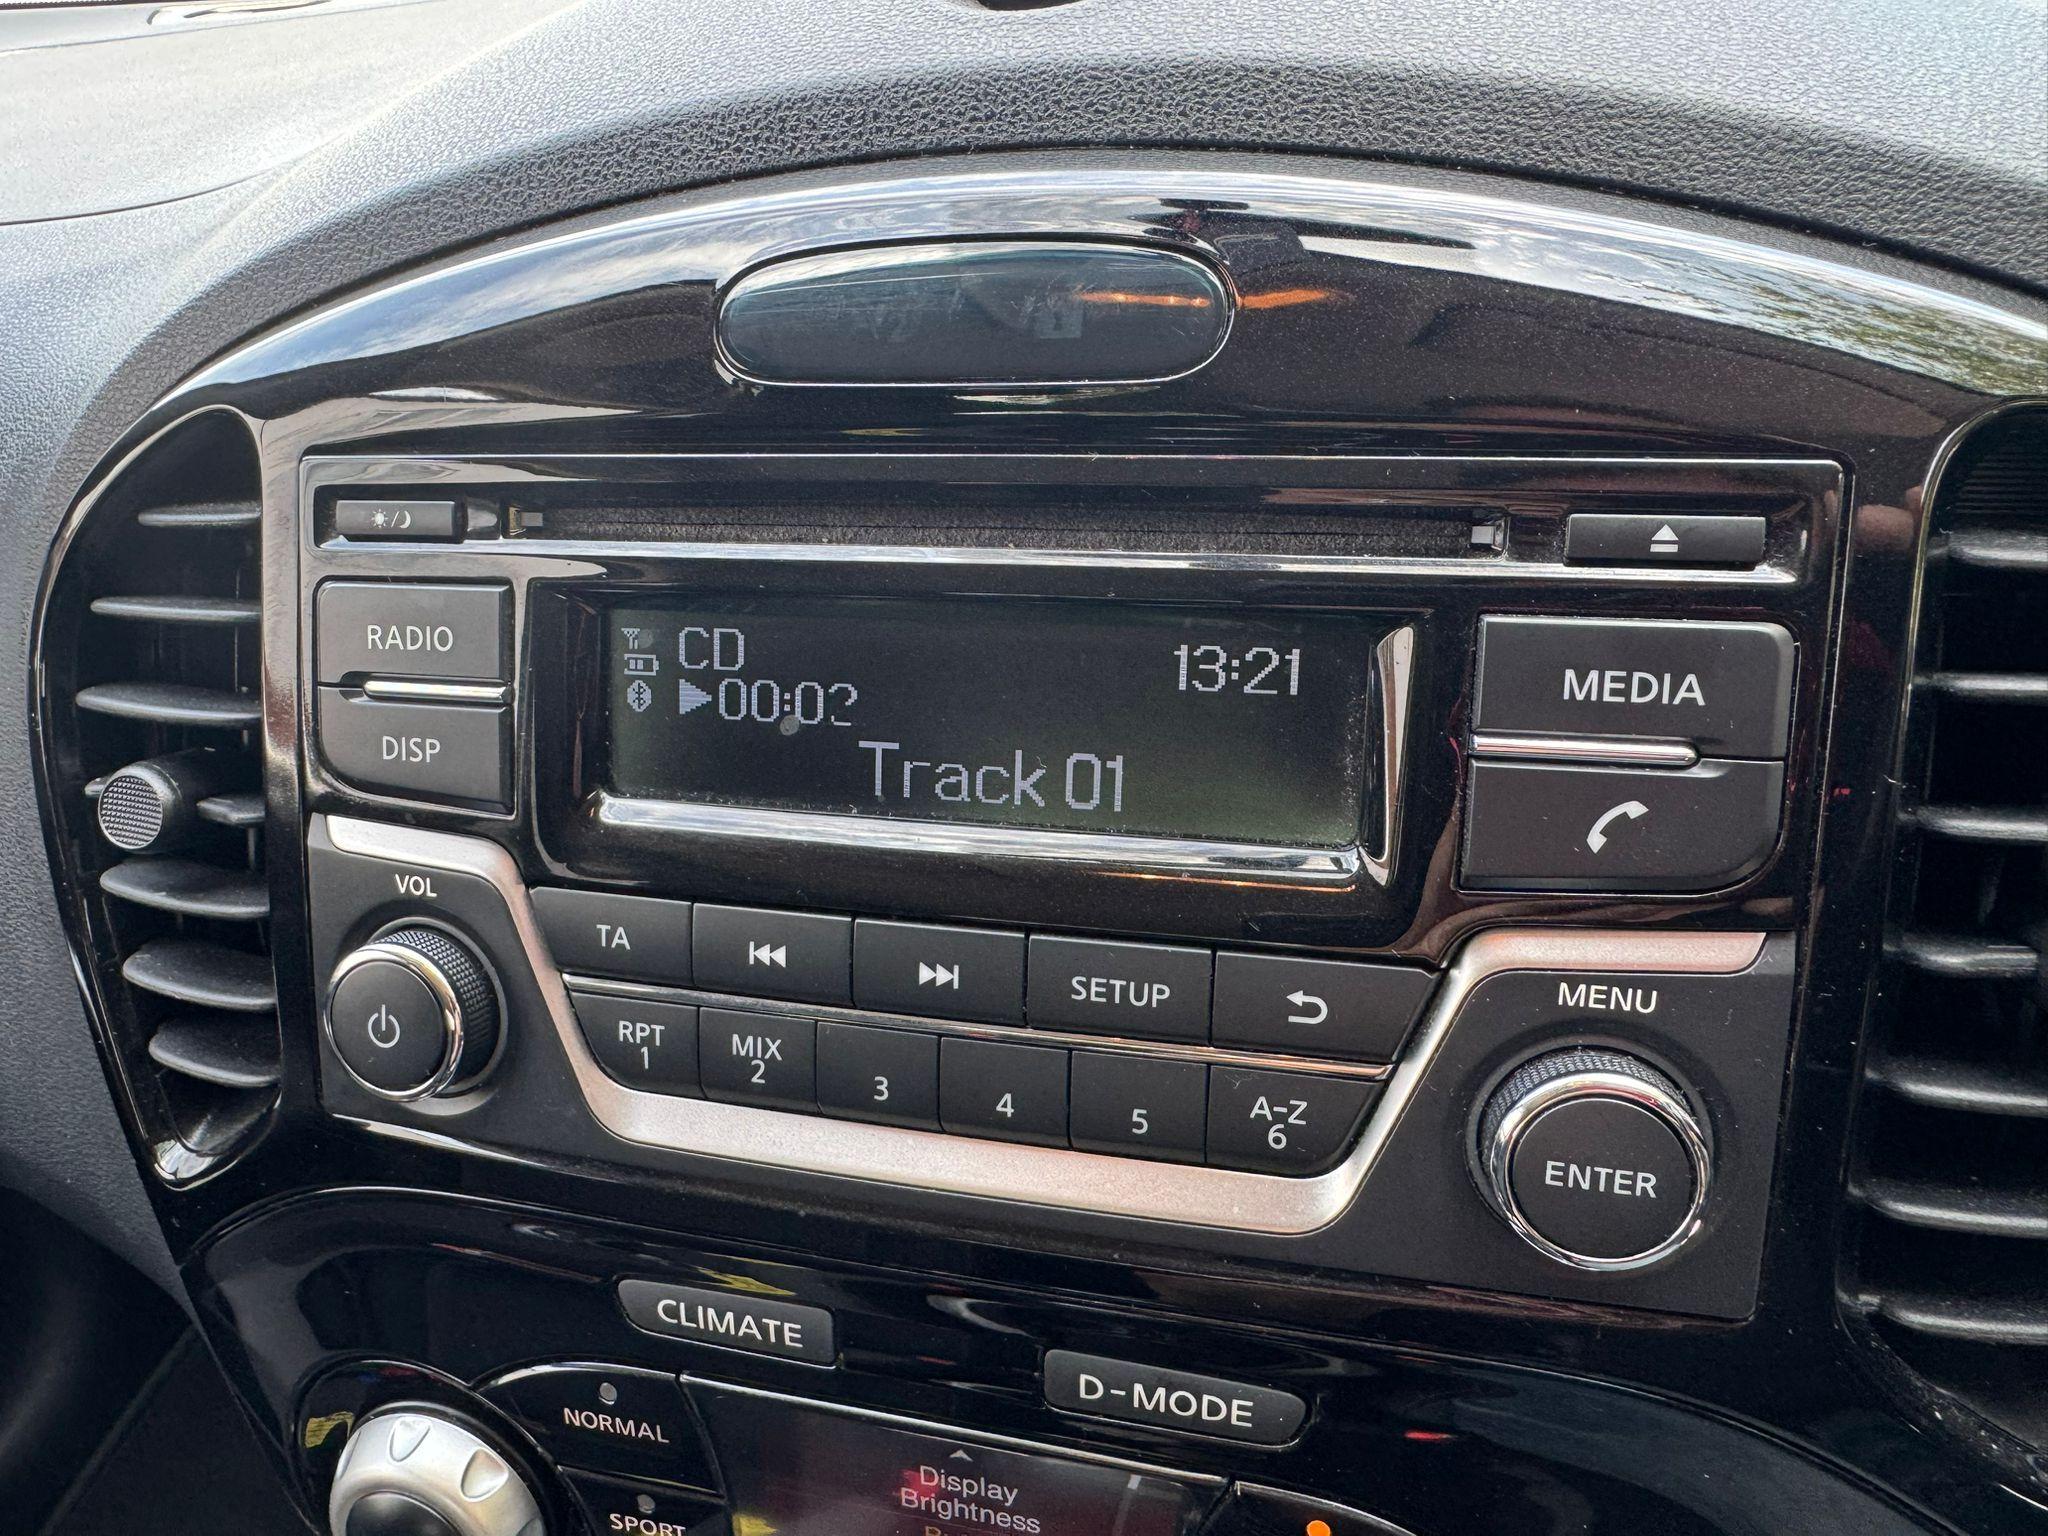 RADIO
DISP
CD
13:21
00:02
Track 01
MEDIA
VOL
TA
SETUP
MENU
RPT
1
MIX
2
3
4
5
A-Z
6
ENTER
CLIMATE
D-MODE
NORMAL
SPORT
Display
Brightness